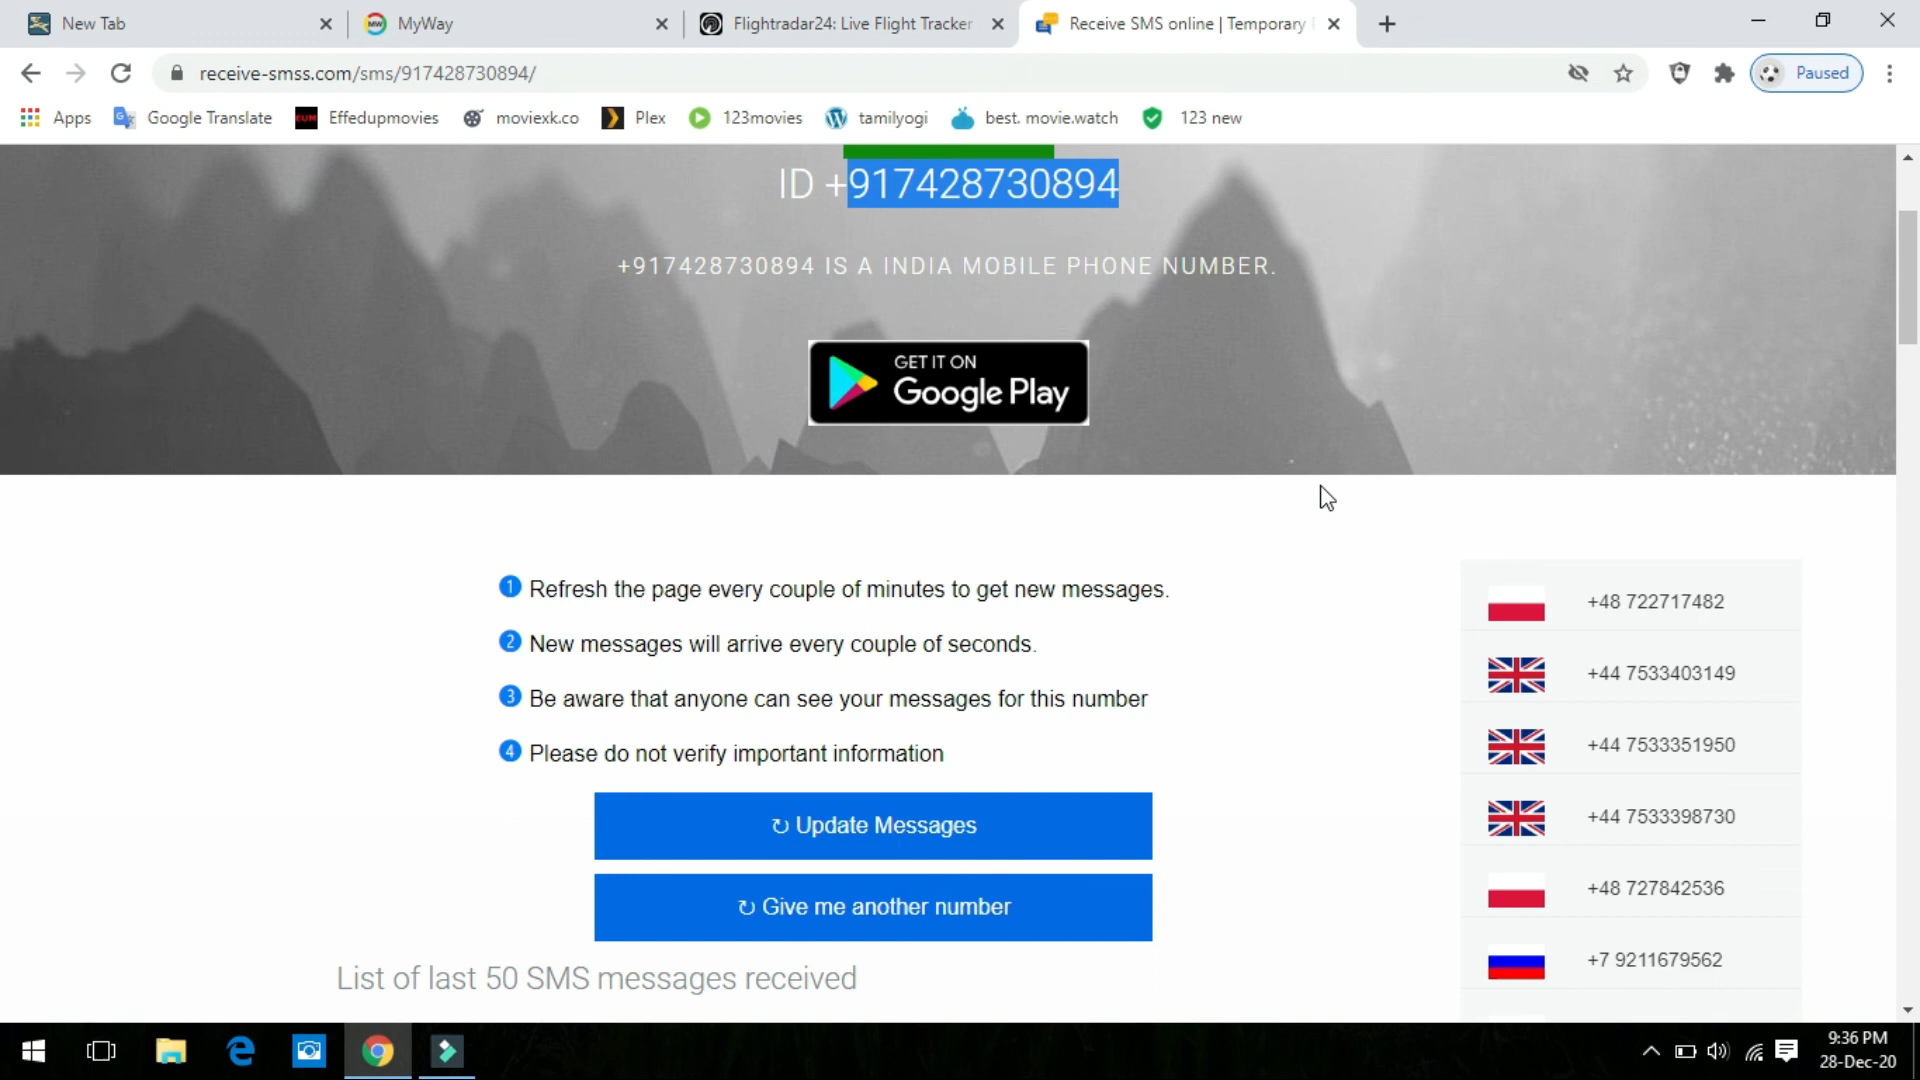 New Tab
MyWay
Flightradar24: Live Flight Tracker
Receive SMS online | Temporary
receive-smss.com/sms/917428730894/
Paused
Apps
Google Translate
EUM
Effedupmovies
moviexk.co
Plex
123movies
tamilyogi
best. movie.watch
123 new
ID +917428730894
+917428730894 IS A INDIA MOBILE PHONE NUMBER.
GET IT ON
Google Play
1 Refresh the page every couple of minutes to get new messages.
2 New messages will arrive every couple of seconds.
3 Be aware that anyone can see your messages for this number
4 Please do not verify important information
↻ Update Messages
↻ Give me another number
List of last 50 SMS messages received
+48 722717482
+44 7533403149
+44 7533351950
+44 7533398730
+48 727842536
+7 9211679562
9:36 PM
28-Dec-20